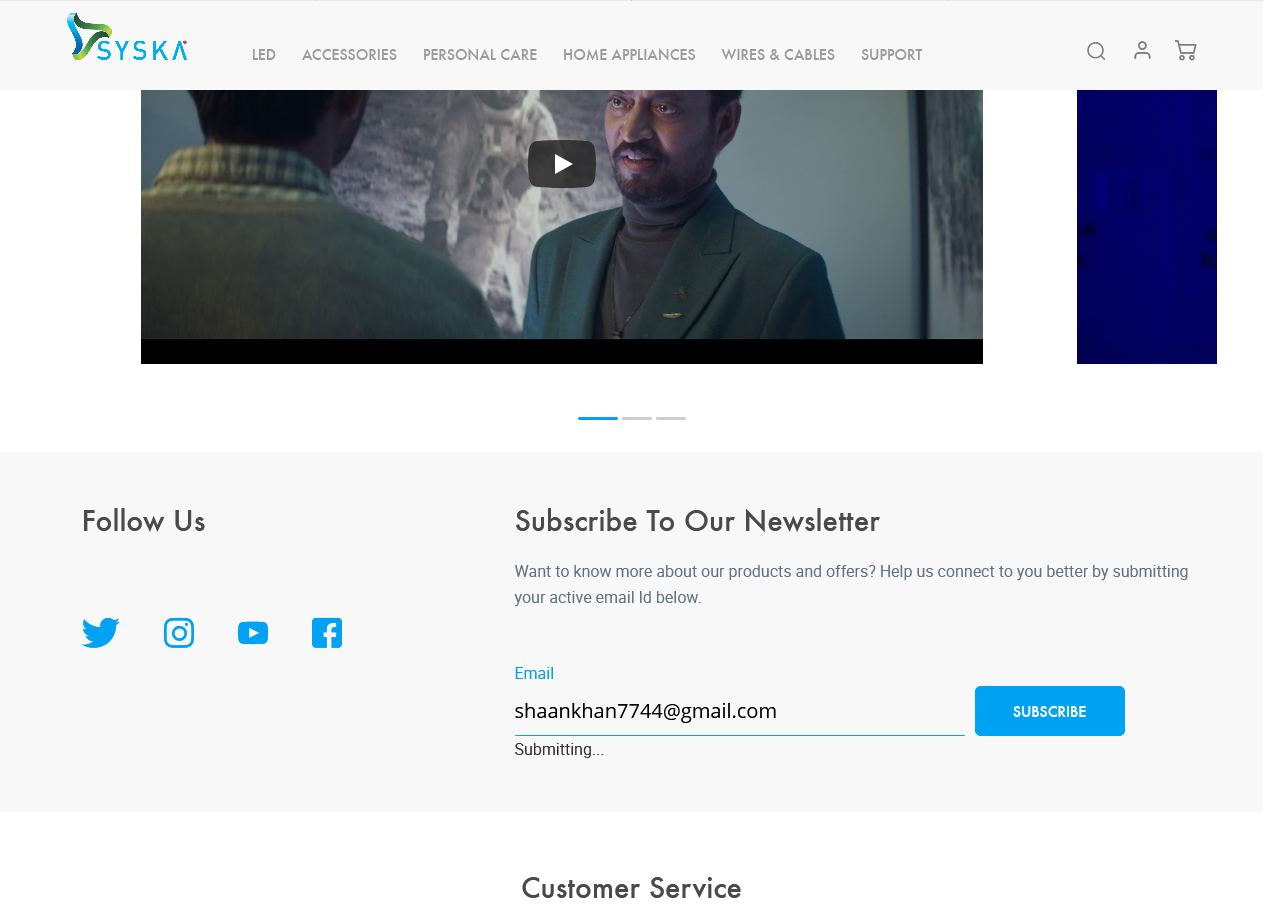 SYSKA
LED ACCESSORIES PERSONAL CARE HOME APPLIANCES WIRES & CABLES SUPPORT
Follow Us
Subscribe To Our Newsletter
Want to know more about our products and offers? Help us connect to you better by submitting
your active email Id below.
Email
shaankhan7744@gmail.com
SUBSCRIBE
Submitting...
Customer Service